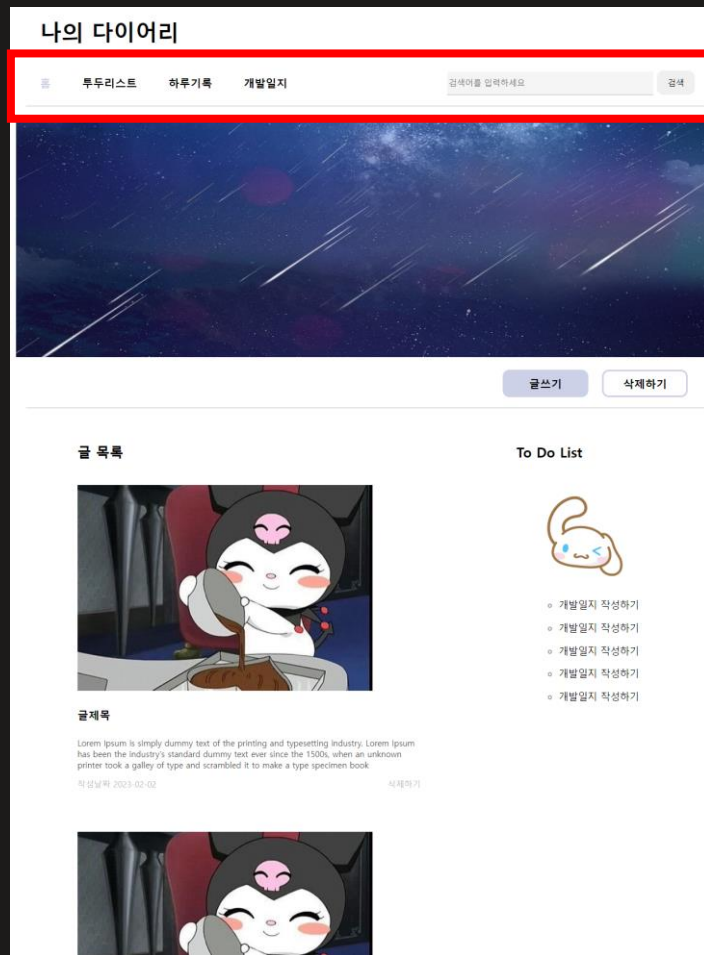 나의 다이어리
홈 투두리스트 하루기록 개발일지 검색어를 입력하세요 검색
글쓰기 삭제하기
글 목록
To Do List
개발일지 작성하기
개발일지 작성하기
개발일지 작성하기
개발일지 작성하기
개발일지 작성하기
글제목
Lorem Ipsum is simply dummy text of the printing and typesetting industry. Lorem Ipsum
has been the industry's standard dummy text ever since the 1500s, when an unknown
printer took a galley of type and scrambled it to make a type specimen book
작성날짜 2023-02-02 삭제하기